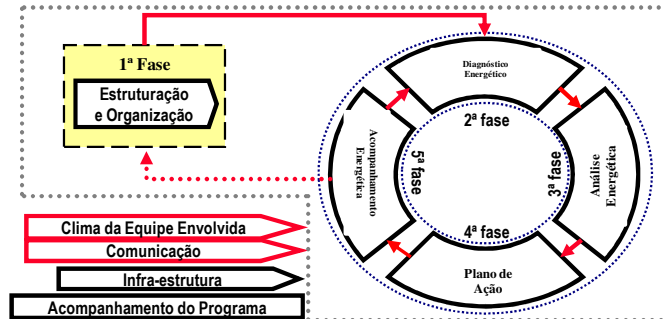 1ª Fase
Estruturação
e Organização
Diagnóstico
Energético
2ª fase
Análise
Energética
3ª fase
4ª fase
Plano de
Ação
Acompanhamento
Energética
5ª fase
Clima da Equipe Envolvida
Comunicação
Infra-estrutura
Acompanhamento do Programa